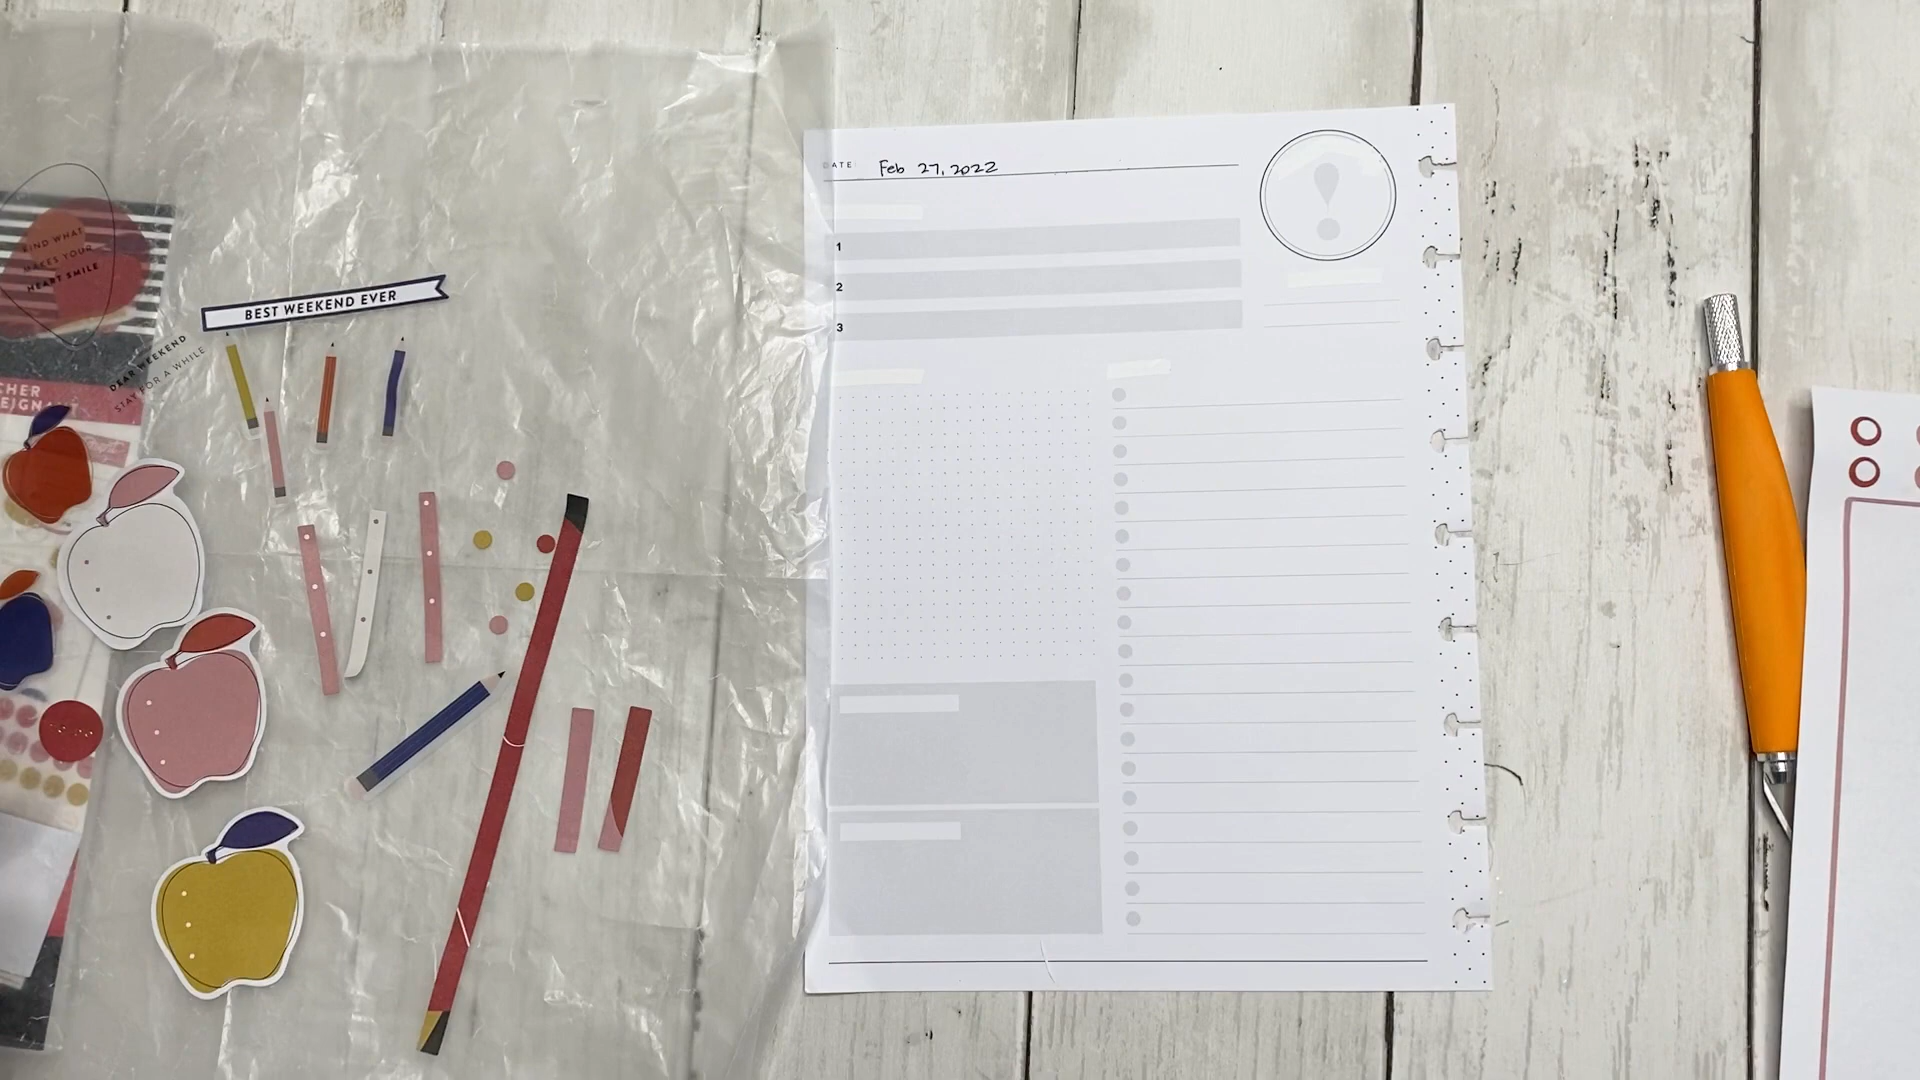 FIND WHAT
MAKES YOUR
HEART SMILE
BEST WEEKEND EVER
DEAR WEEKEND
STAY FOR A WHILE
DATE:
Feb 27, 2022
1
2
3